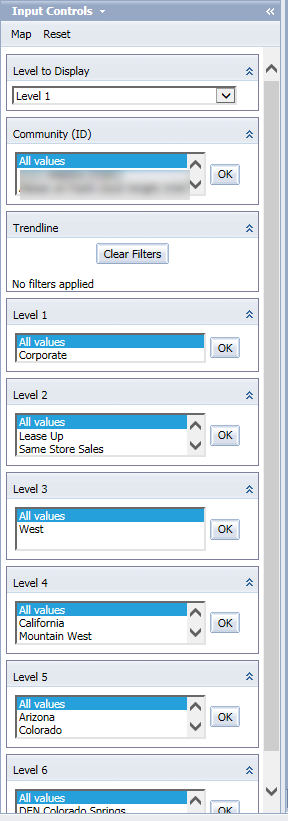 Input Controls
Map Reset
Level to Display
Level 1
Community (ID)
All values
OK
Trendline
Clear Filters
No filters applied
Level 1
All values
Corporate
OK
Level 2
All values
Lease Up
Same Store Sales
OK
Level 3
All values
West
OK
Level 4
All values
California
Mountain West
OK
Level 5
All values
Arizona
Colorado
OK
Level 6
All values
DEN Colorado Springs
OK